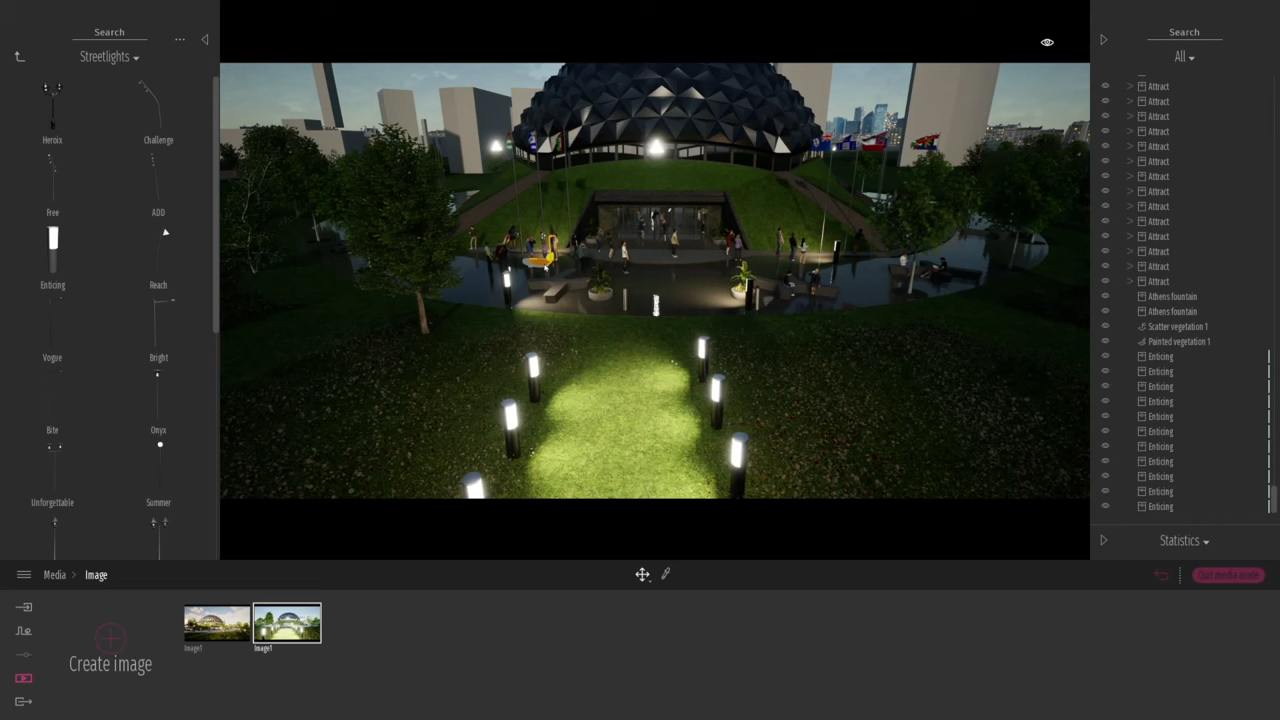 Search
Streetlights
Heroix
Challenge
Free
ADD
Enticing
Reach
Vogue
Bright
Bite
Onyx
Unforgettable
Summer
Search
All
Attract
Attract
Attract
Attract
Attract
Attract
Attract
Attract
Attract
Attract
Attract
Attract
Attract
Attract
Athens fountain
Athens fountain
Scatter vegetation 1
Painted vegetation 1
Enticing
Enticing
Enticing
Enticing
Enticing
Enticing
Enticing
Enticing
Enticing
Enticing
Enticing
Statistics
Media > Image
Quit media mode
Create image
Image1
Image1